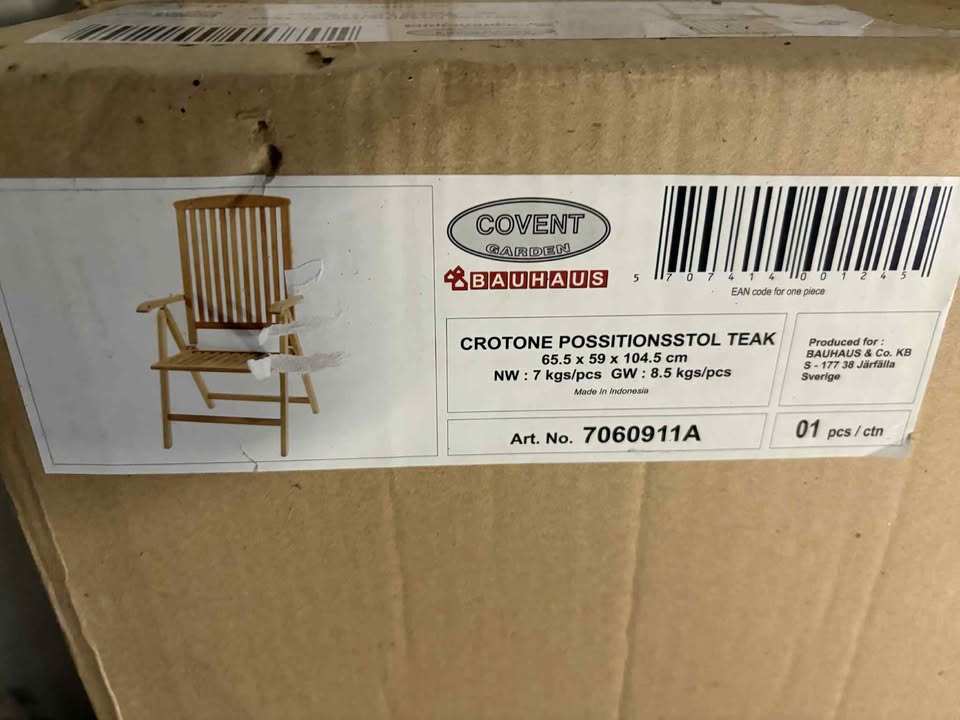 COVENT
GARDEN
BAUHAUS
5 707414 001245
EAN code for one piece
CROTONE POSSITIONSSTOL TEAK
65.5 x 59 x 104.5 cm
NW : 7 kgs/pcs GW : 8.5 kgs/pcs
Made in Indonesia
Produced for :
BAUHAUS & Co. KB
S - 177 38 Järfälla
Sverige
Art. No. 7060911A
01 pcs / ctn